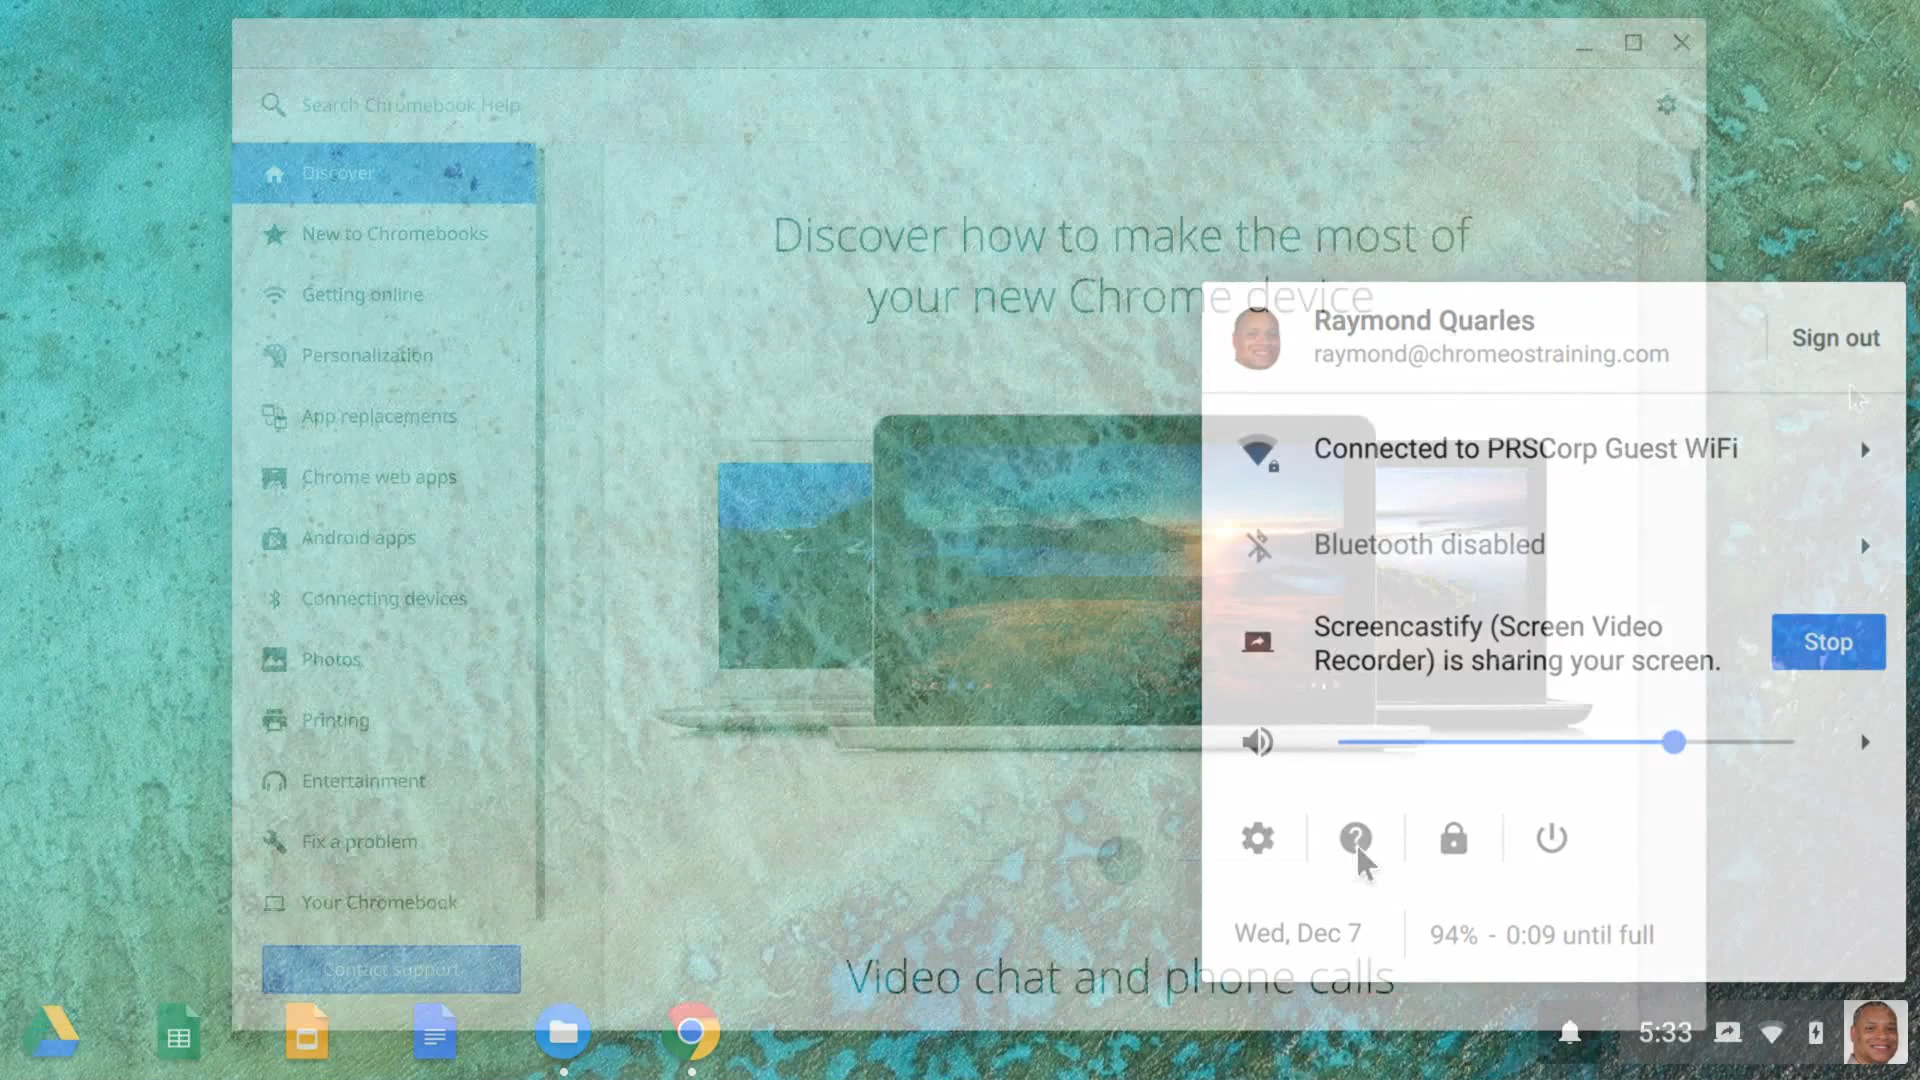 Search Chromebook Help
Discover
New to Chromebooks
Getting online
Personalization
App replacements
Chrome web apps
Android apps
Connecting devices
Photos
Printing
Entertainment
Fix a problem
Your Chromebook
Contact support
Discover how to make the most of
your new Chrome device
Video chat and phone calls
Raymond Quarles
raymond@chromeostraining.com
Sign out
Connected to PRSCorp Guest WiFi
Bluetooth disabled
Screencastify (Screen Video
Recorder) is sharing your screen.
Stop
Wed, Dec 7
94% - 0:09 until full
5:33